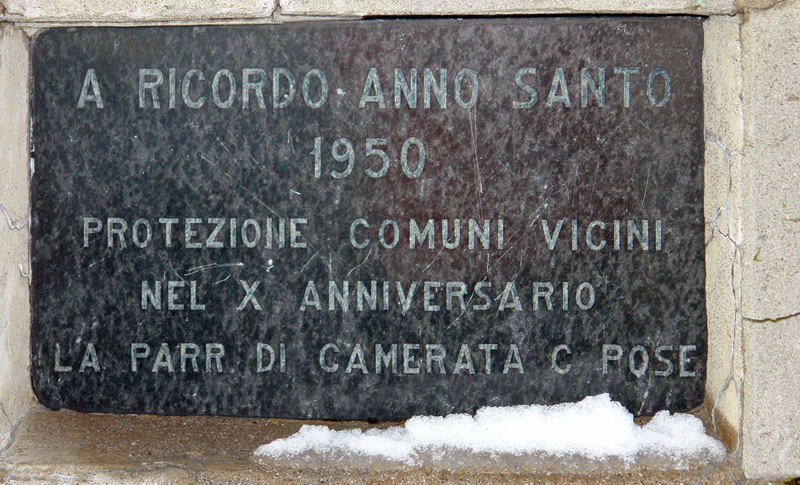 A RICORDO ANNO SANTO
1950
PROTEZIONE COMUNI VICINI
NEL X ANNIVERSARIO
LA PARR. DI CAMERATA C POSE